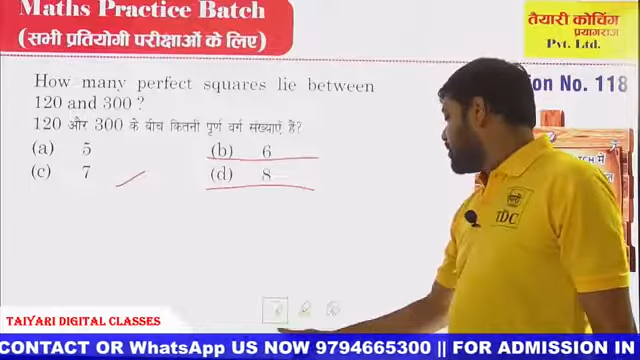 Maths Practice Batch
(सभी प्रतियोगी परीक्षाओं के लिए)
तैयारी कोचिंग
प्रयागराज
Pvt. Ltd.
on No. 118
How many perfect squares lie between
120 and 300 ?
120 और 300 के बीच कितनी पूर्ण वर्ग संख्याएँ हैं?
(a) 5 (b) 6
(c) 7 (d) 8
TDC
TAIYARI DIGITAL CLASSES
CONTACT OR WhatsApp US NOW 9794665300 || FOR ADMISSION IN